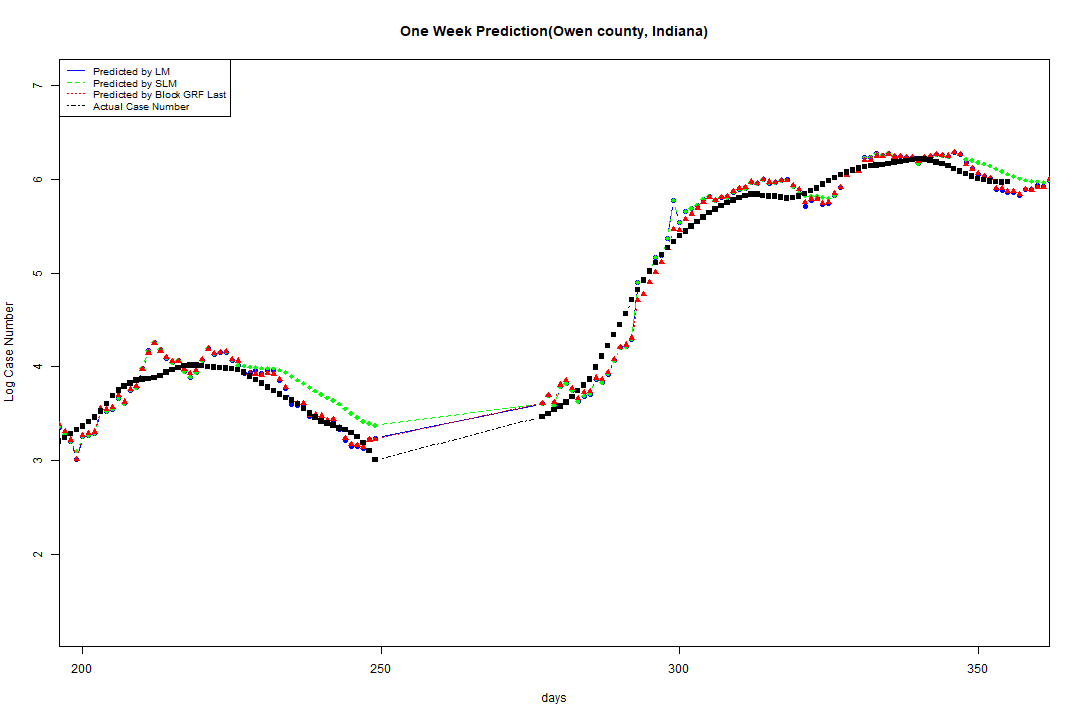 One Week Prediction(Owen county, Indiana)
Predicted by LM
Predicted by SLM
Predicted by Block GRF Last
Actual Case Number
7
6
5
4
3
2
Log Case Number
200 250 300 350
days